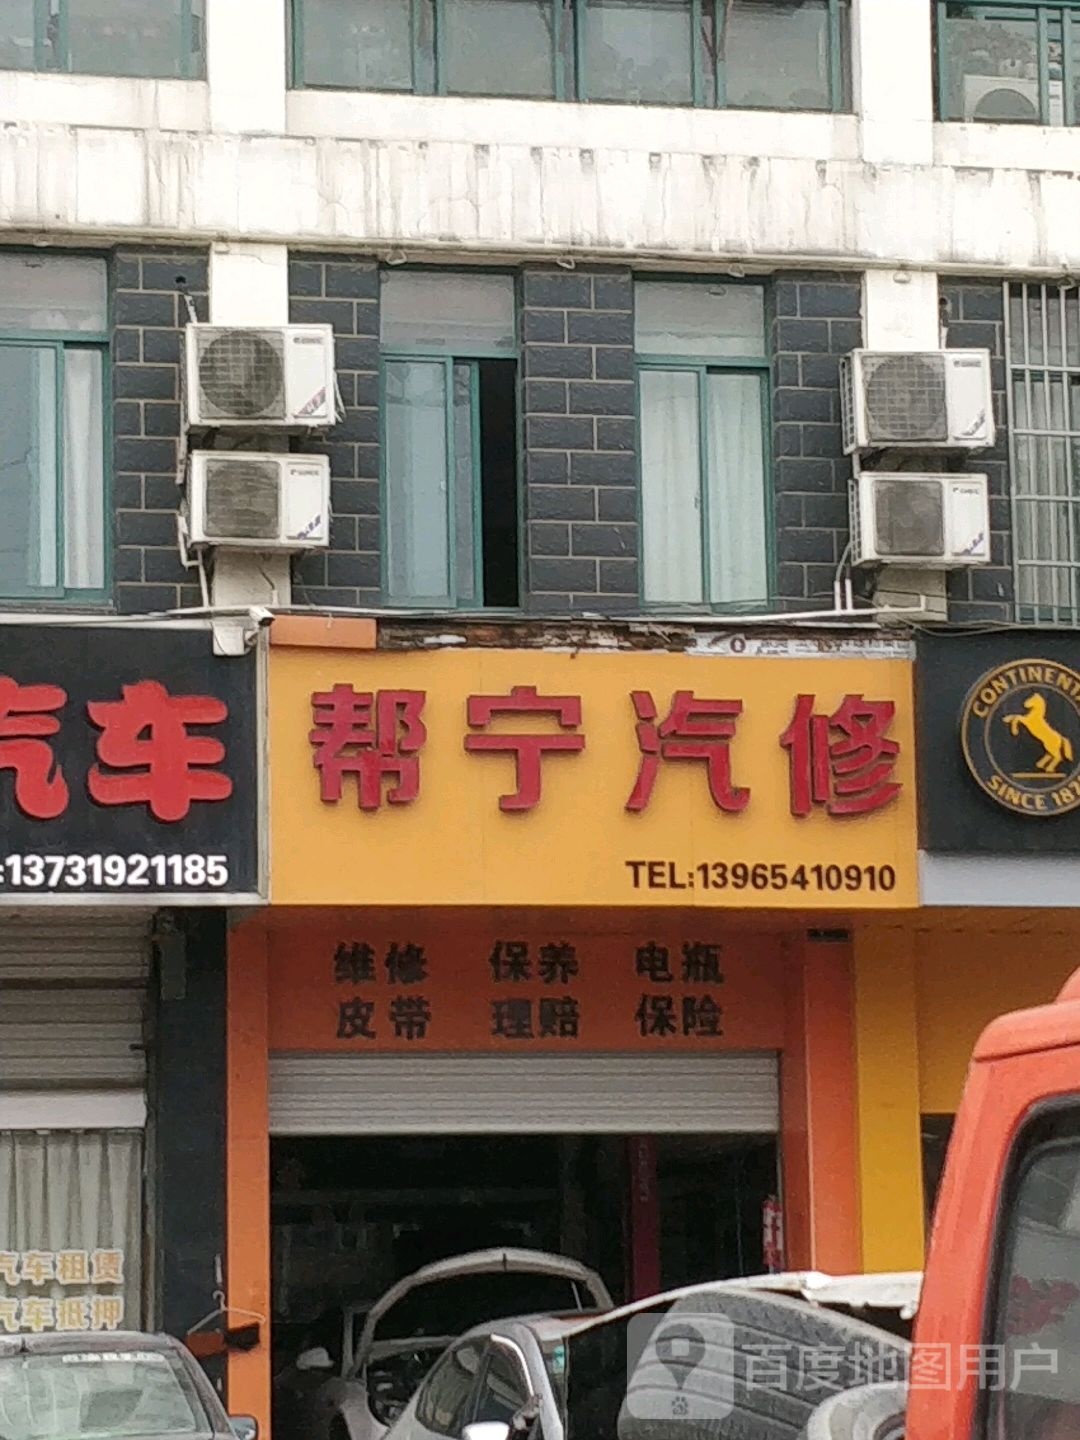 汽车
13731921185
帮宁汽修
TEL:13965410910
CONTINENTAL
SINCE 187
维修 保养 电瓶
皮带 理赔 保险
汽车租赁
汽车抵押
百度地图用户